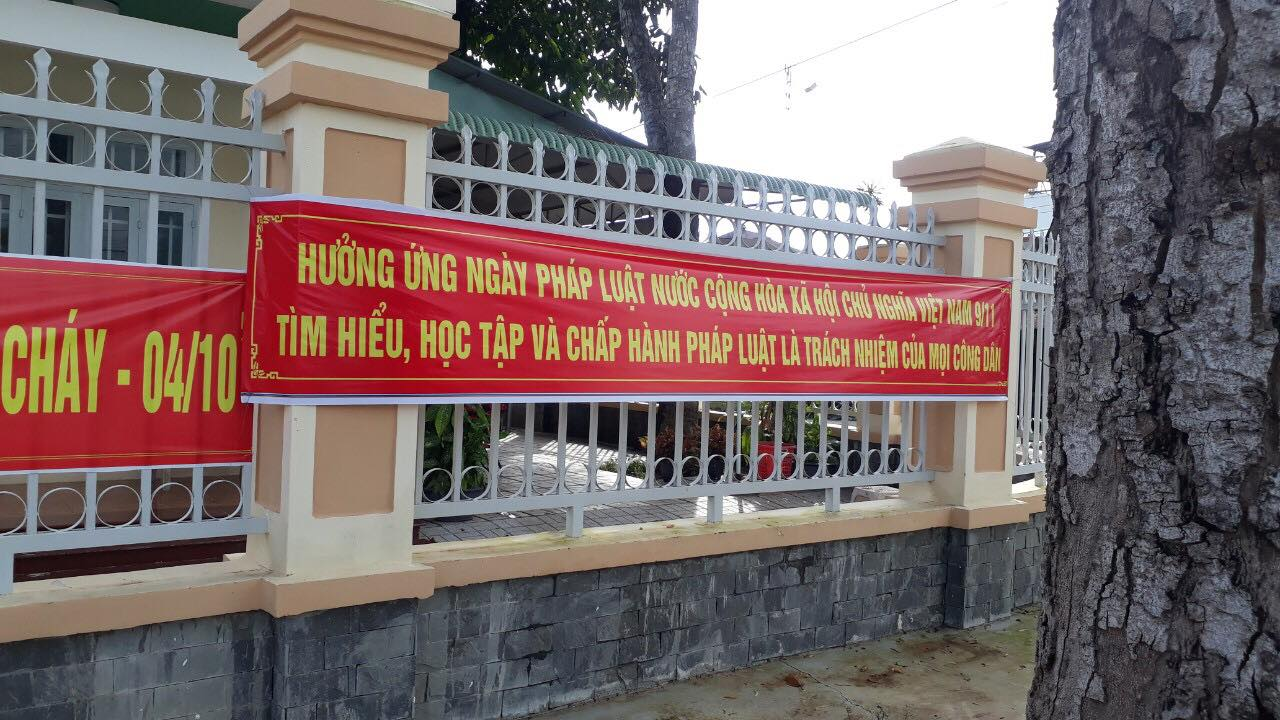 HƯỞNG ỨNG NGÀY PHÁP LUẬT NƯỚC CỘNG HÒA XÃ HỘI CHỦ NGHĨA VIỆT NAM 9/11
TÌM HIỂU, HỌC TẬP VÀ CHẤP HÀNH PHÁP LUẬT LÀ TRÁCH NHIỆM CỦA MỌI CÔNG DÂN
CHÁY - 04/10